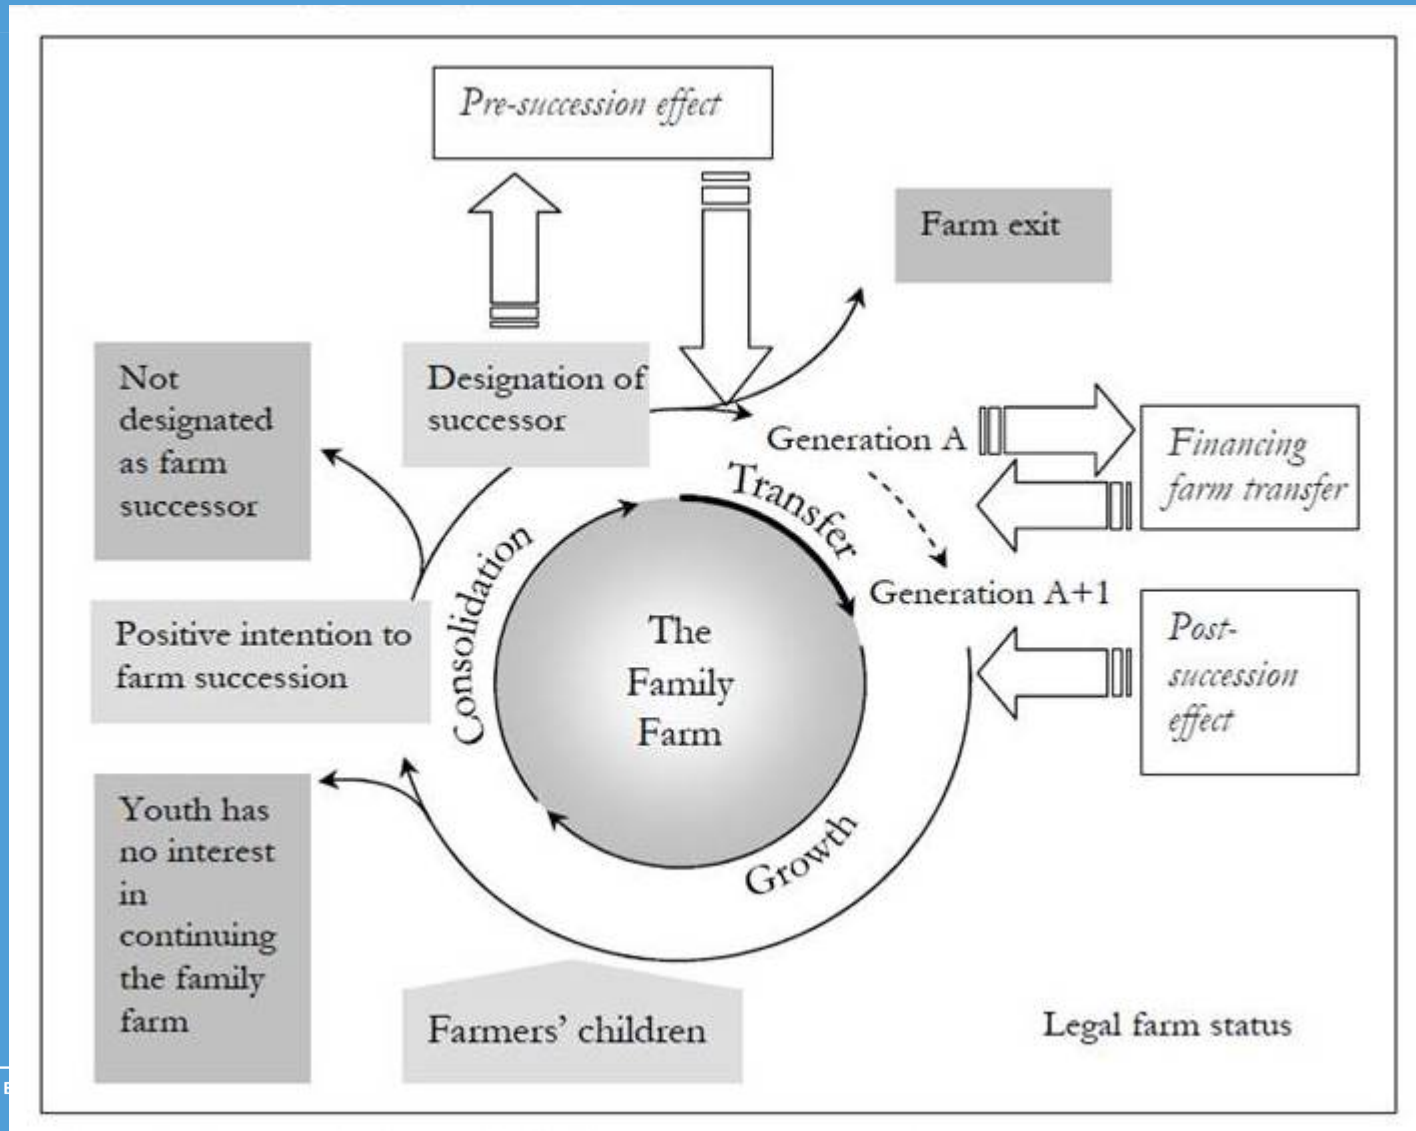 Pre-succession effect
Farm exit
Not
designated
as farm
successor
Designation of
successor
Generation A
Financing
farm transfer
Transfer
Consolidation
Generation A+1
Positive intention to
farm succession
The
Family
Farm
Post-
succession
effect
Youth has
no interest
in
continuing
the family
farm
Growth
Farmers' children
Legal farm status
E